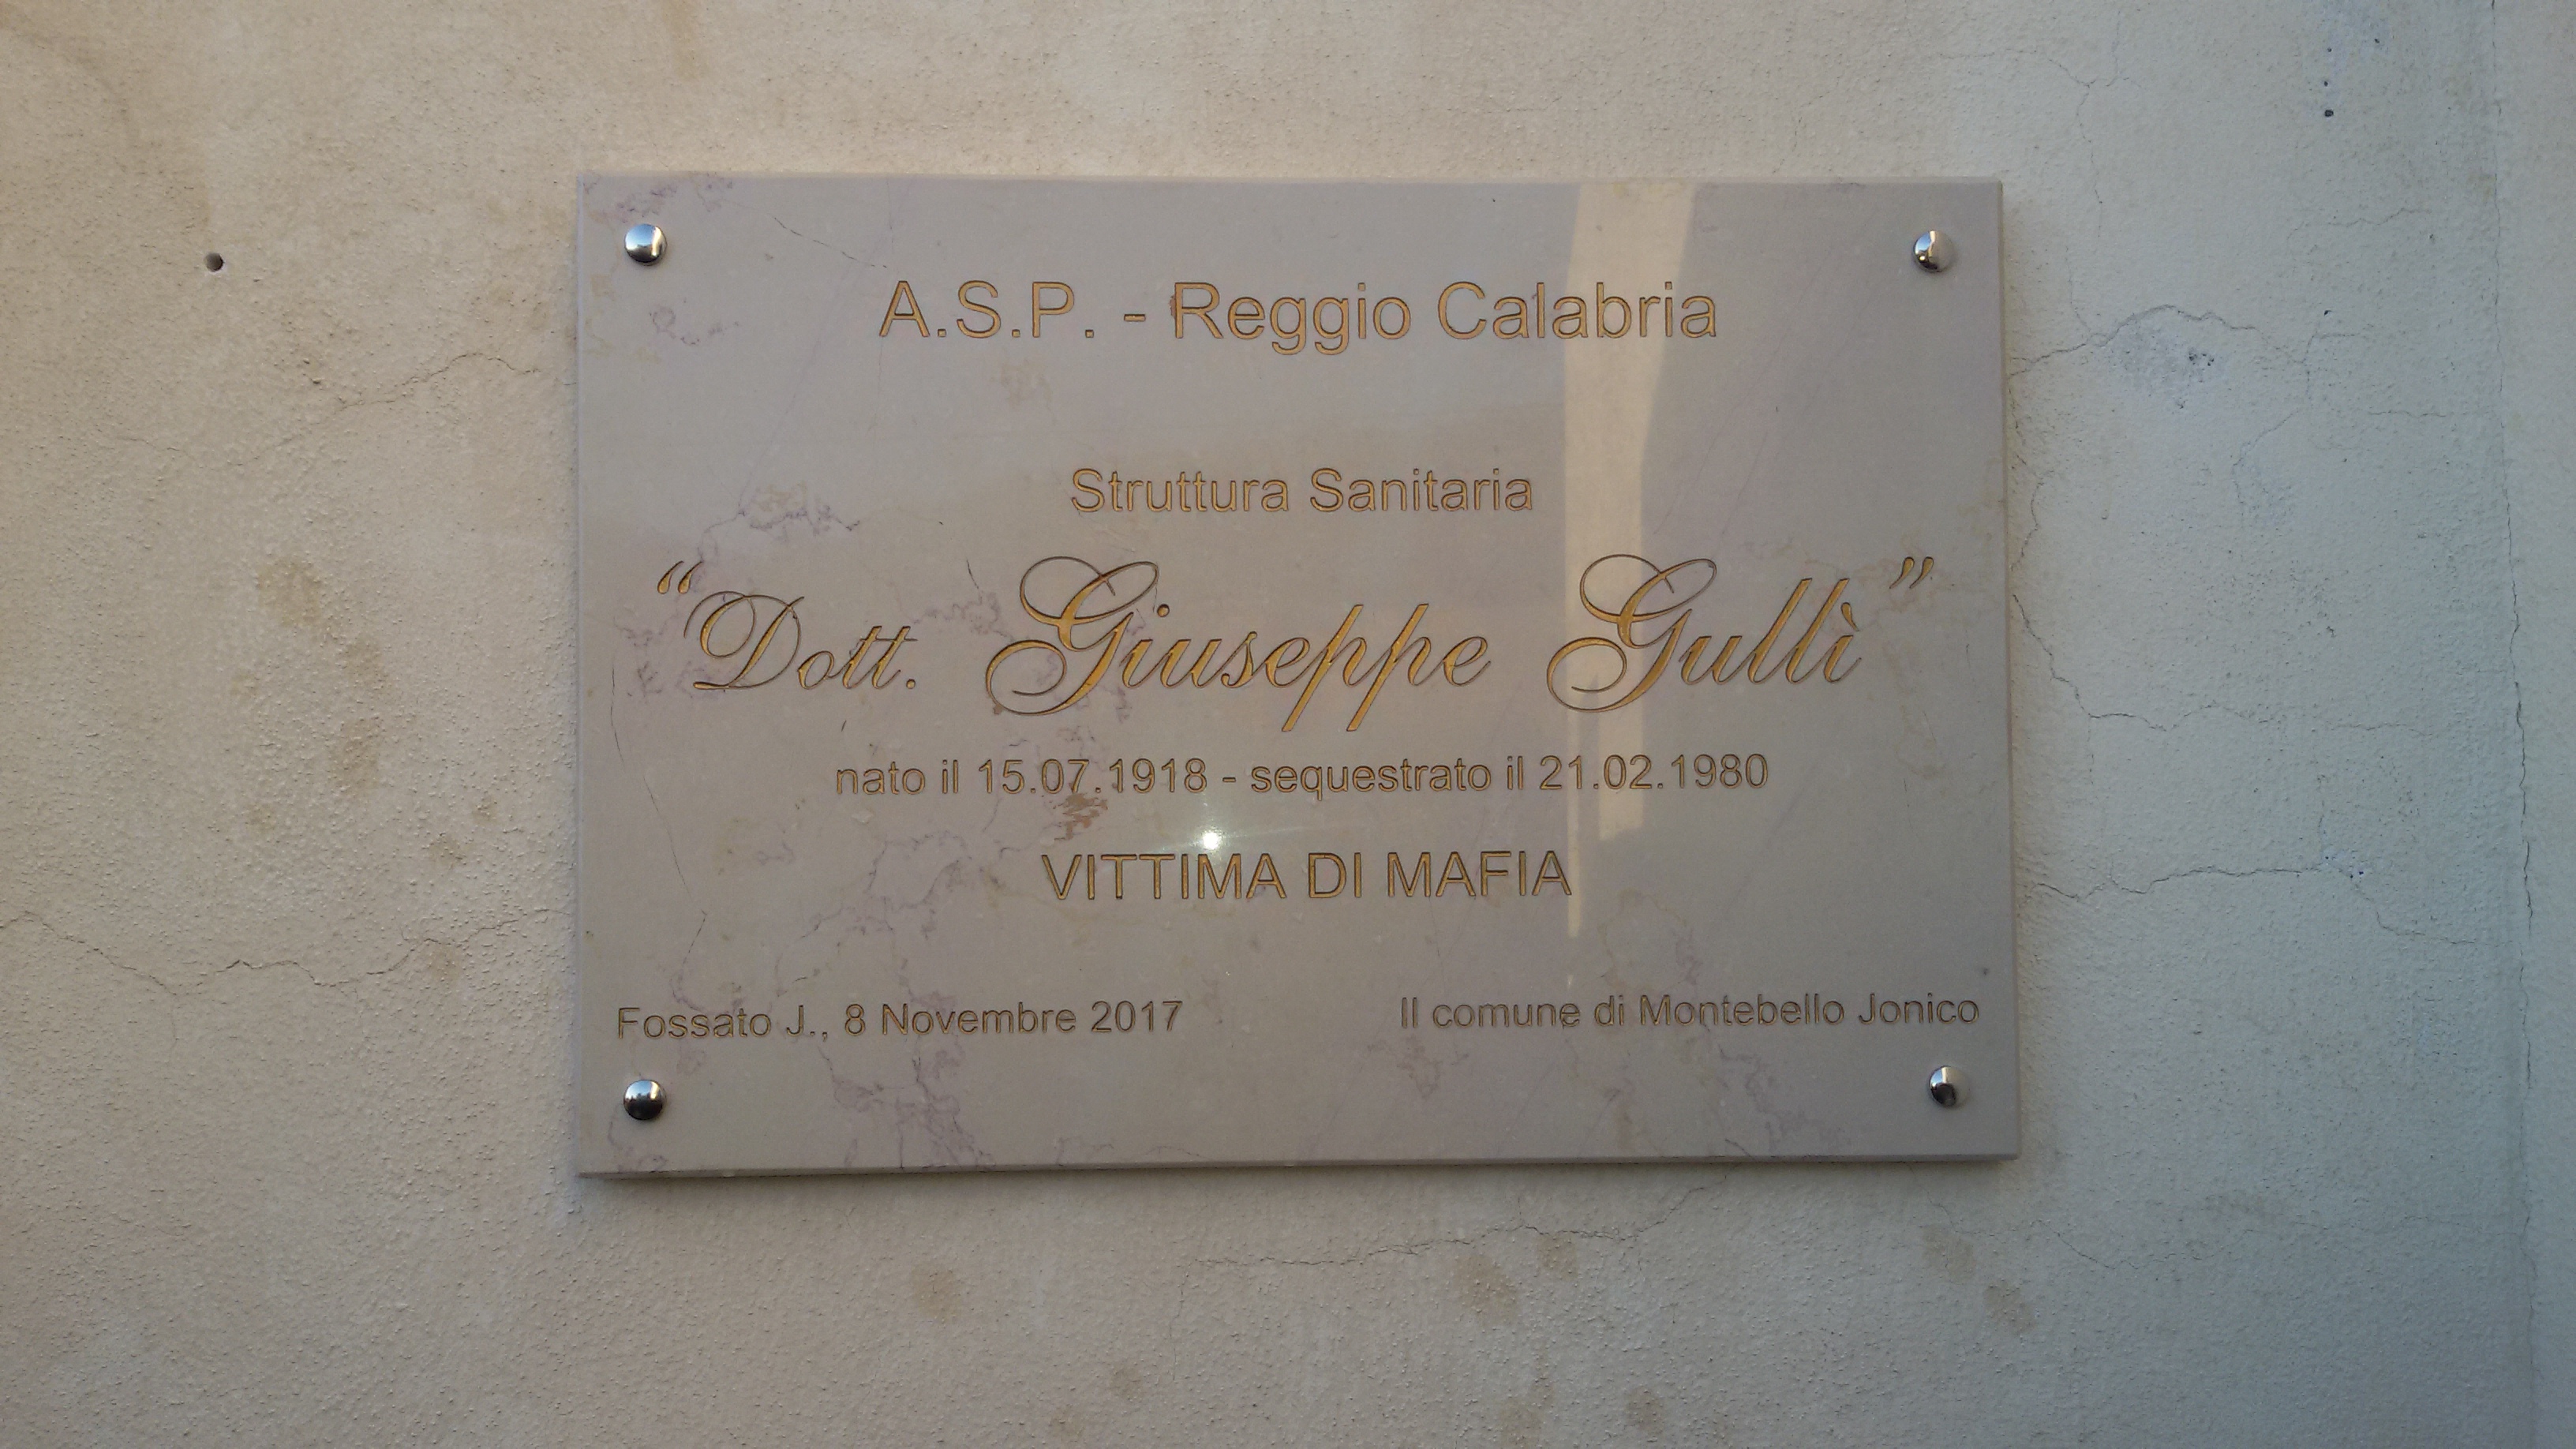 A.S.P. - Reggio Calabria
Struttura Sanitaria
“Dott. Giuseppe Gullì”
nato il 15.07.1918 - sequestrato il 21.02.1980
VITTIMA DI MAFIA
Fossato J., 8 Novembre 2017 Il comune di Montebello Jonico